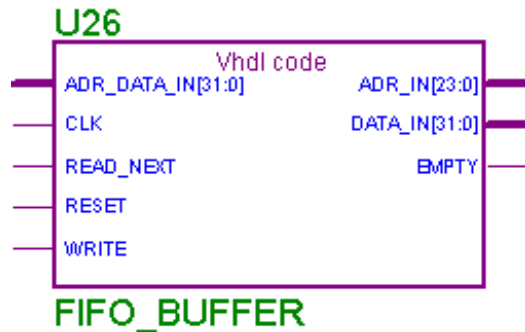 U26
Vhdl code
ADR_DATA_IN[31:0] ADR_IN[23:0]
CLK DATA_IN[31:0]
READ_NEXT EMPTY
RESET
WRITE
FIFO_BUFFER